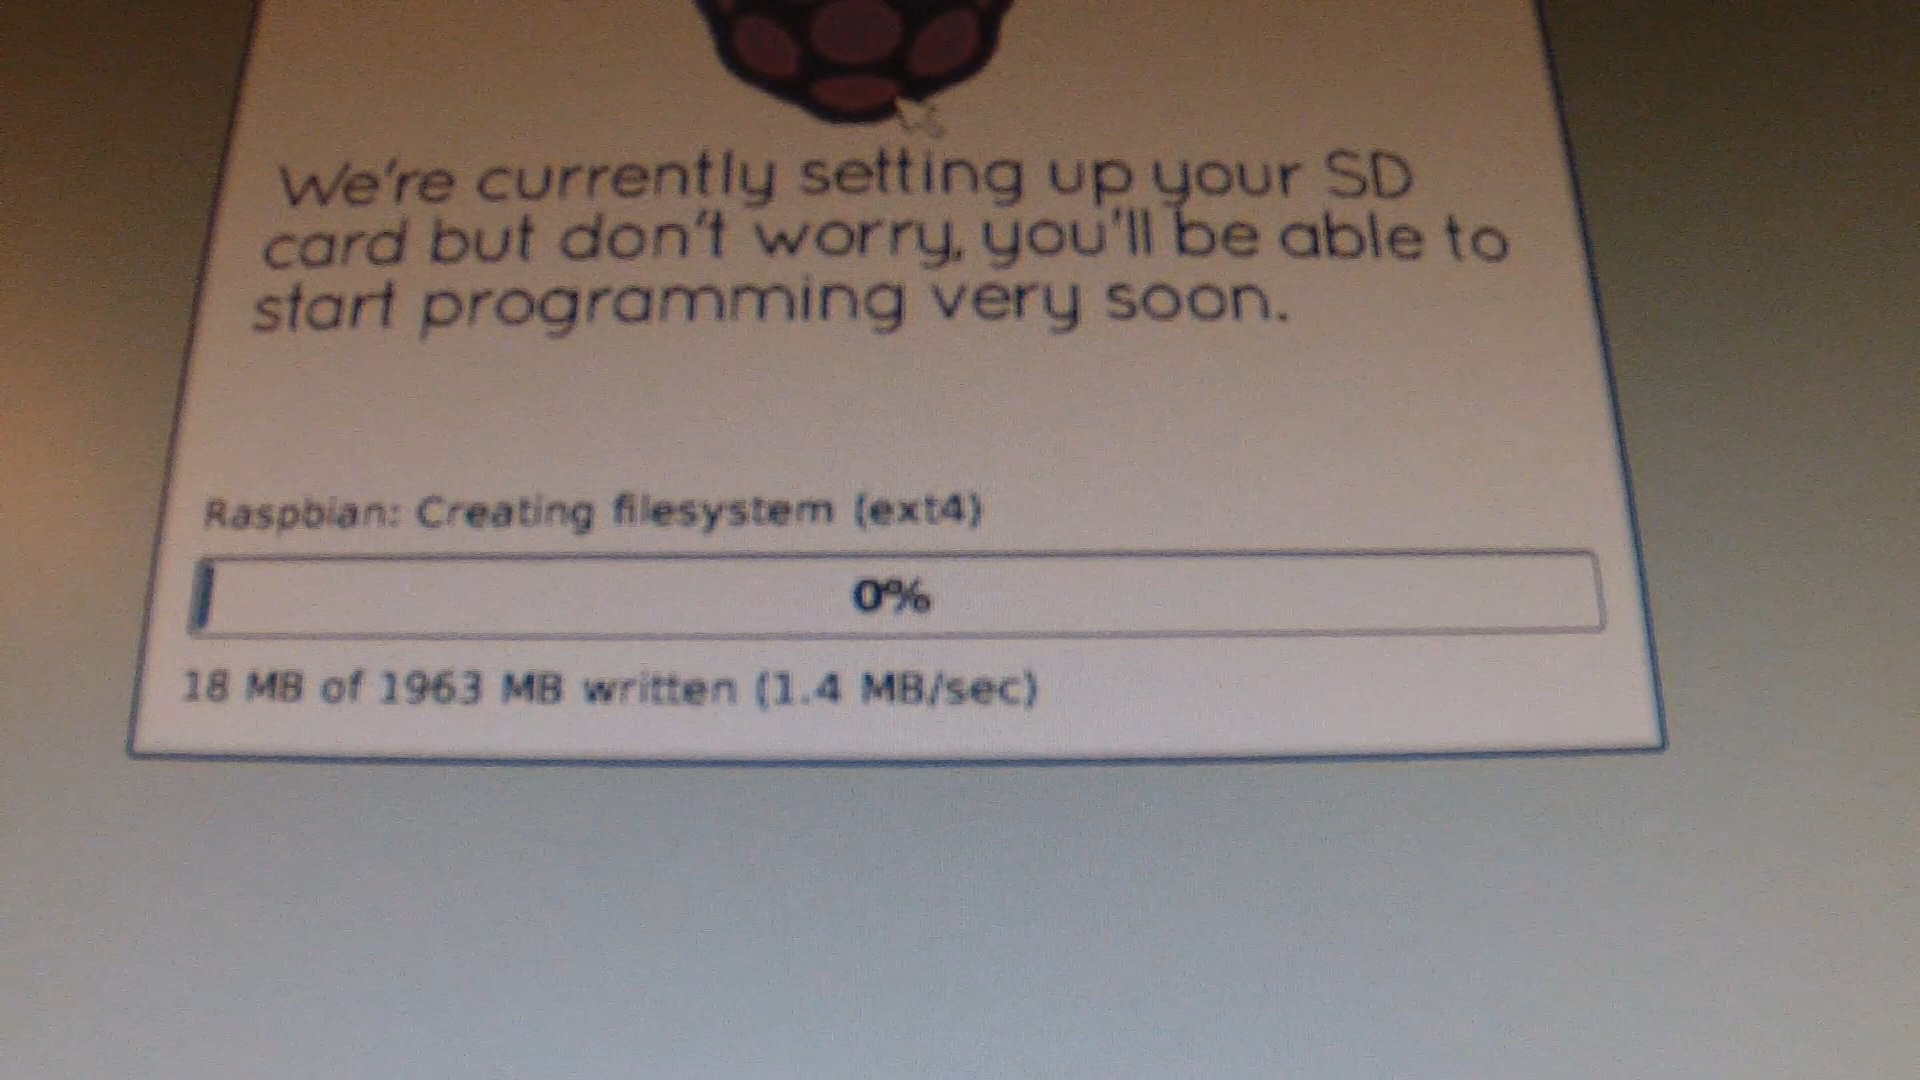 We're currently setting up your SD
card but don't worry, you'll be able to
start programming very soon.
Raspbian: Creating filesystem (ext4)
0%
18 MB of 1963 MB written (1.4 MB/sec)